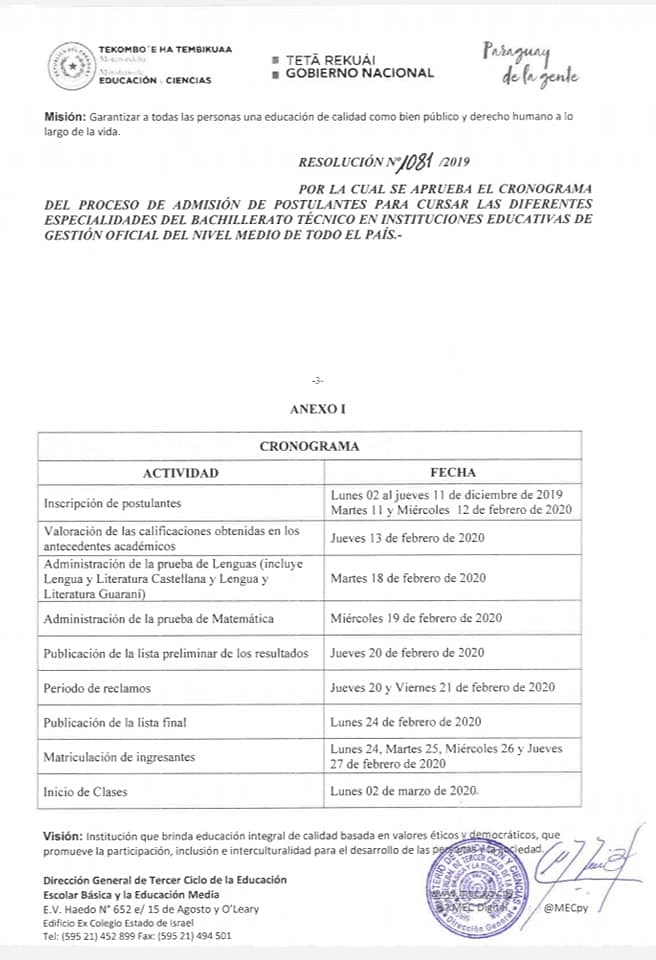 TEKOMBO'E HA TEMBIKUAA
Motenondeha
Ministerio de
EDUCACIÓN Y CIENCIAS
TETÃ REKUÁI
GOBIERNO NACIONAL
Paraguay
de la gente
Misión: Garantizar a todas las personas una educación de calidad como bien público y derecho humano a lo
largo de la vida.
RESOLUCIÓN Nº 1081 /2019
POR LA CUAL SE APRUEBA EL CRONOGRAMA
DEL PROCESO DE ADMISIÓN DE POSTULANTES PARA CURSAR LAS DIFERENTES
ESPECIALIDADES DEL BACHILLERATO TÉCNICO EN INSTITUCIONES EDUCATIVAS DE
GESTIÓN OFICIAL DEL NIVEL MEDIO DE TODO EL PAÍS.-
-3-
ANEXO I
CRONOGRAMA
ACTIVIDAD FECHA
Inscripción de postulantes
Lunes 02 al jueves 11 de diciembre de 2019
Martes 11 y Miércoles 12 de febrero de 2020
Valoración de las calificaciones obtenidas en los
antecedentes académicos
Jueves 13 de febrero de 2020
Administración de la prueba de Lenguas (incluye
Lengua y Literatura Castellana y Lengua y
Literatura Guaraní)
Martes 18 de febrero de 2020
Administración de la prueba de Matemática
Miércoles 19 de febrero de 2020
Publicación de la lista preliminar de los resultados
Jueves 20 de febrero de 2020
Periodo de reclamos
Jueves 20 y Viernes 21 de febrero de 2020
Publicación de la lista final
Lunes 24 de febrero de 2020
Matriculación de ingresantes
Lunes 24, Martes 25, Miércoles 26 y Jueves
27 de febrero de 2020
Inicio de Clases
Lunes 02 de marzo de 2020.
Visión: Institución que brinda educación integral de calidad basada en valores éticos y democráticos, que
promueve la participación, inclusión e interculturalidad para el desarrollo de las personas y la sociedad.
Dirección General de Tercer Ciclo de la Educación
Escolar Básica y la Educación Media
E.V. Haedo N° 652 e/ 15 de Agosto y O'Leary
Edificio Ex Colegio Estado de Israel
Tel: (595 21) 452 899 Fax: (595 21) 494 501
MEC Digital
@MECpy
Dirección General